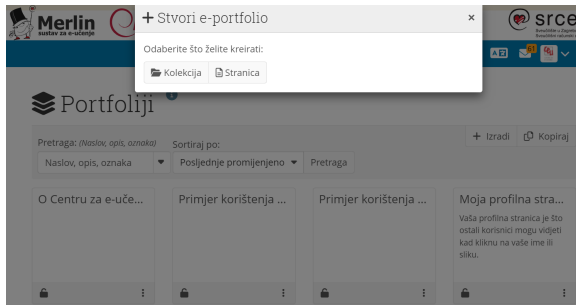 Merlin
sustav za e-učenje
+ Stvori e-portfolio
×
Odaberite što želite kreirati:
Kolekcija
Stranica
srce
Portfoliji
Pretraga: (Naslov, opis, oznaka)
Sortiraj po:
Naslov, opis, oznaka
Posljednje promijenjeno
Pretraga
+ Izradi
Kopiraj
O Centru za e-uče...
Primjer korištenja ...
Primjer korištenja ...
Moja profilna stra...
Vaša profilna stranica je što
ostali korisnici mogu vidjeti
kad kliknu na vaše ime ili
sliku.